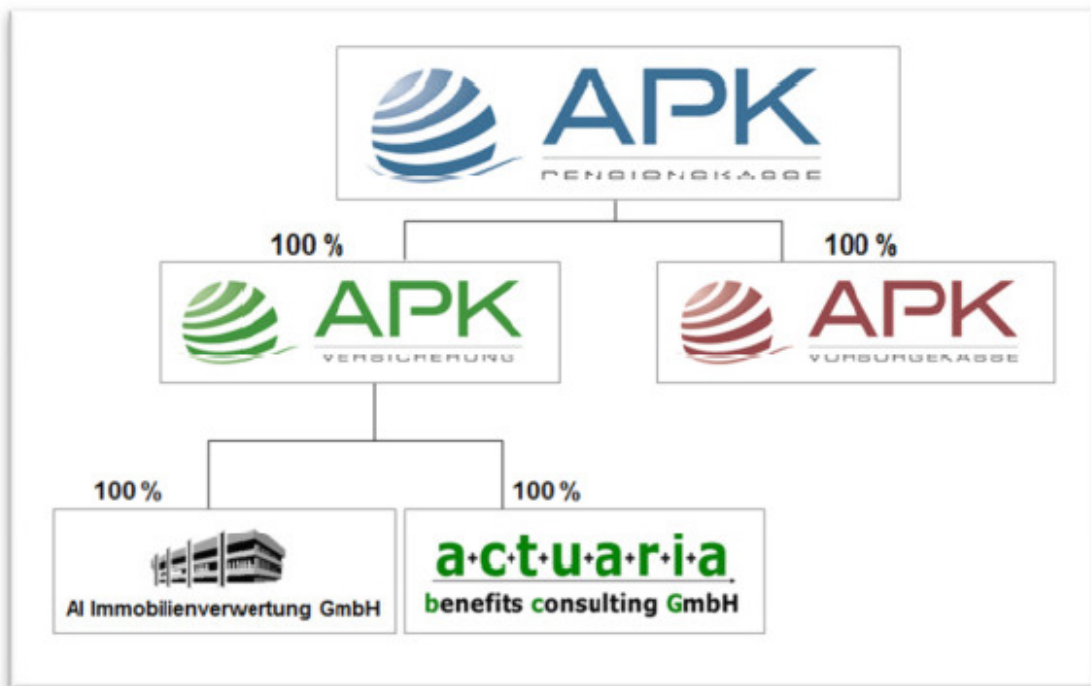 APK
PENSIONSKASSE
100 %
100 %
APK
VERSICHERUNG
APK
VORSORGEKASSE
100 %
100 %
AI Immobilienverwertung GmbH
a+c+t+u+a+r+i+a
benefits consulting GmbH